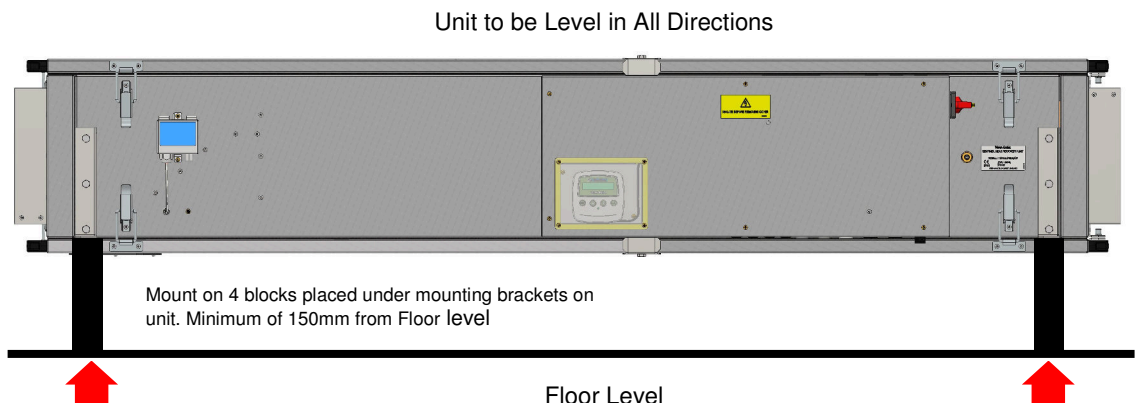 Unit to be Level in All Directions
Mount on 4 blocks placed under mounting brackets on
unit. Minimum of 150mm from Floor level
Floor Level